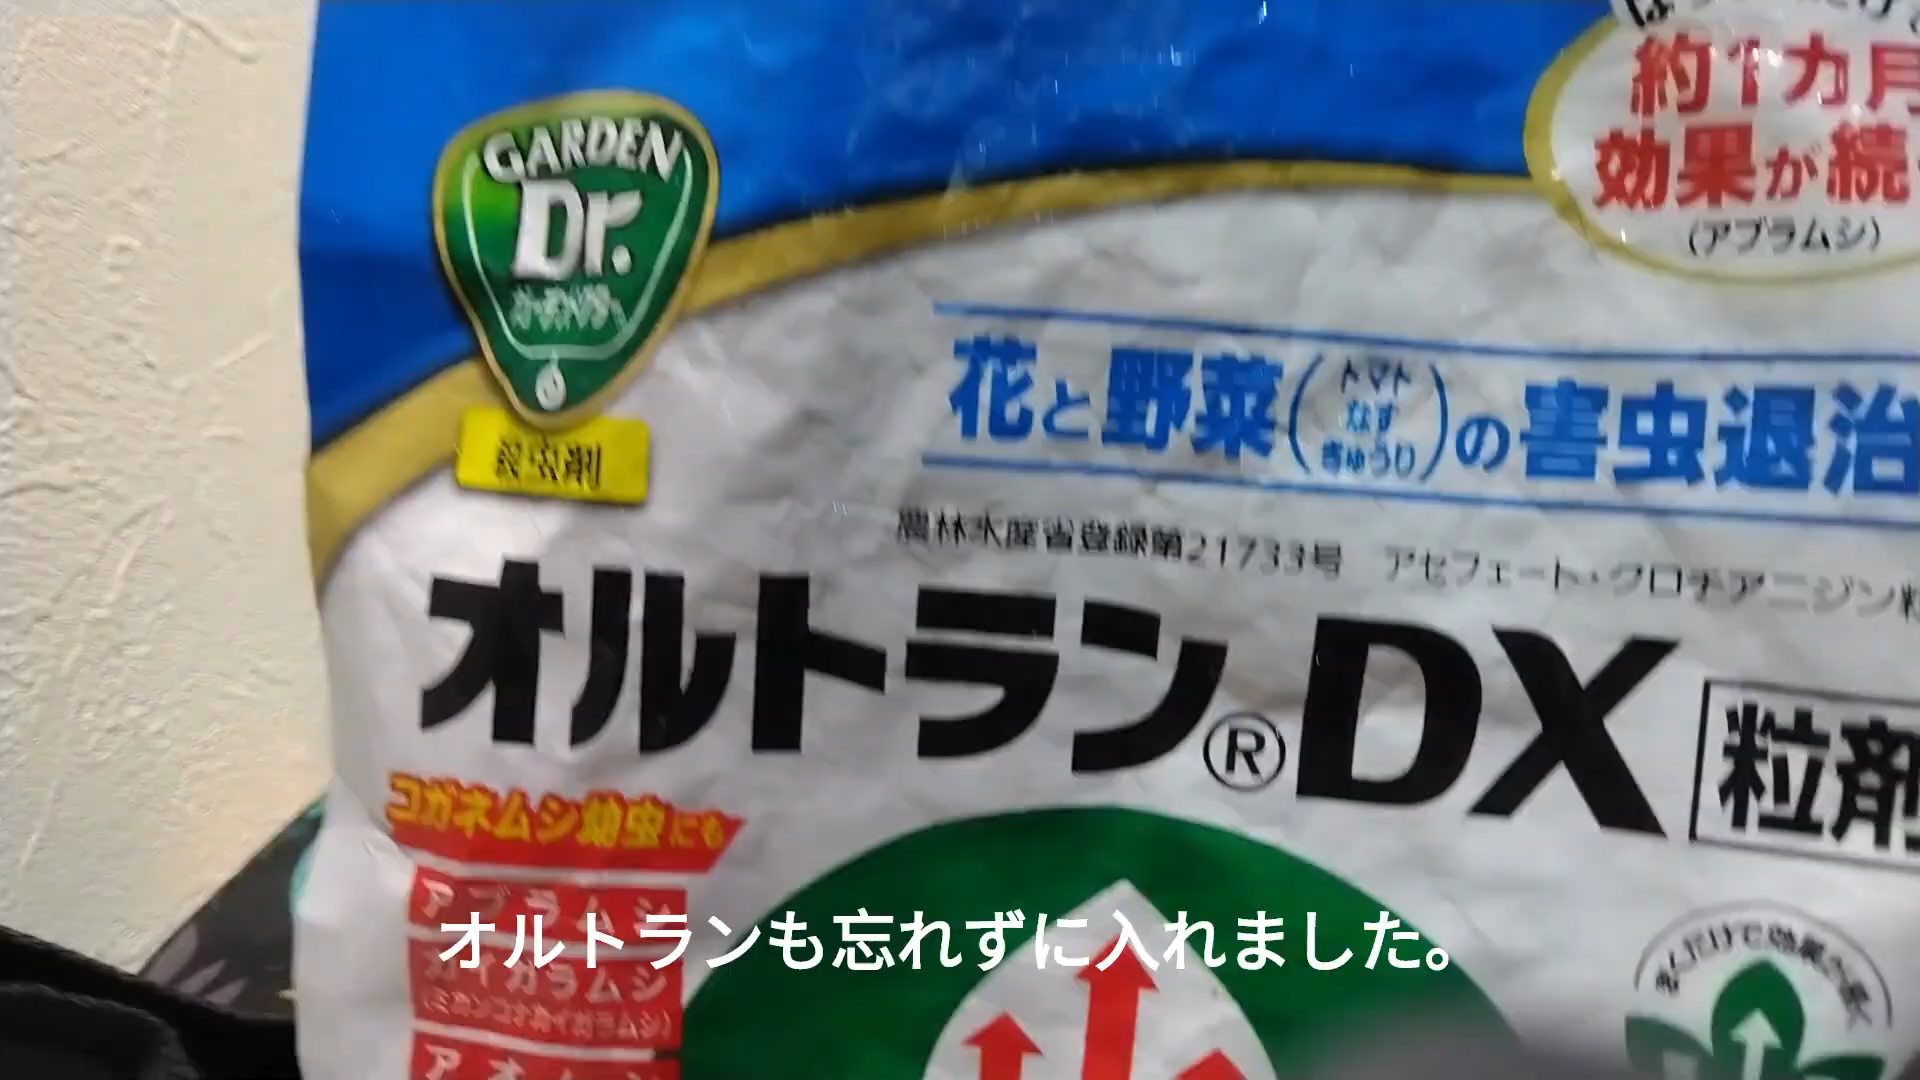 約1カ月
効果が続
(アブラムシ)
GARDEN
Dr.
花と野菜(トマト なす きゅうり)の害虫退治
殺虫剤
農林水産省登録第21733号 アセフェート・クロチアニジン粒
オルトラン®DX 粒剤
コガネムシ幼虫にも
アブラムシ
カイガラムシ
(ミカンコナカイガラムシ)
オルトランも忘れずに入れました。